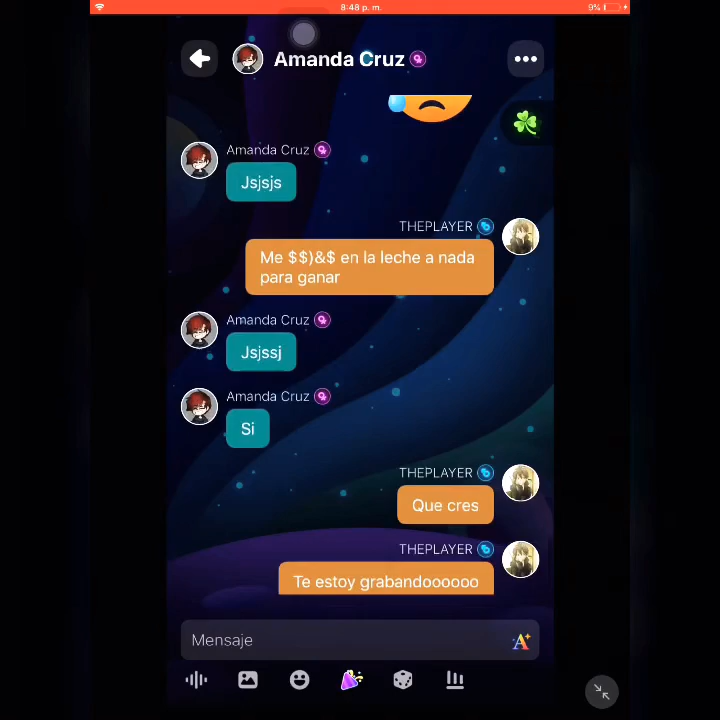 8:48 p. m.
9%
Amanda Cruz
Amanda Cruz
Jsjsjs
THEPLAYER
Me $$)&$ en la leche a nada
para ganar
Amanda Cruz
Jsjssj
Amanda Cruz
Si
THEPLAYER
Que cres
THEPLAYER
Te estoy grabandoooooo
Mensaje